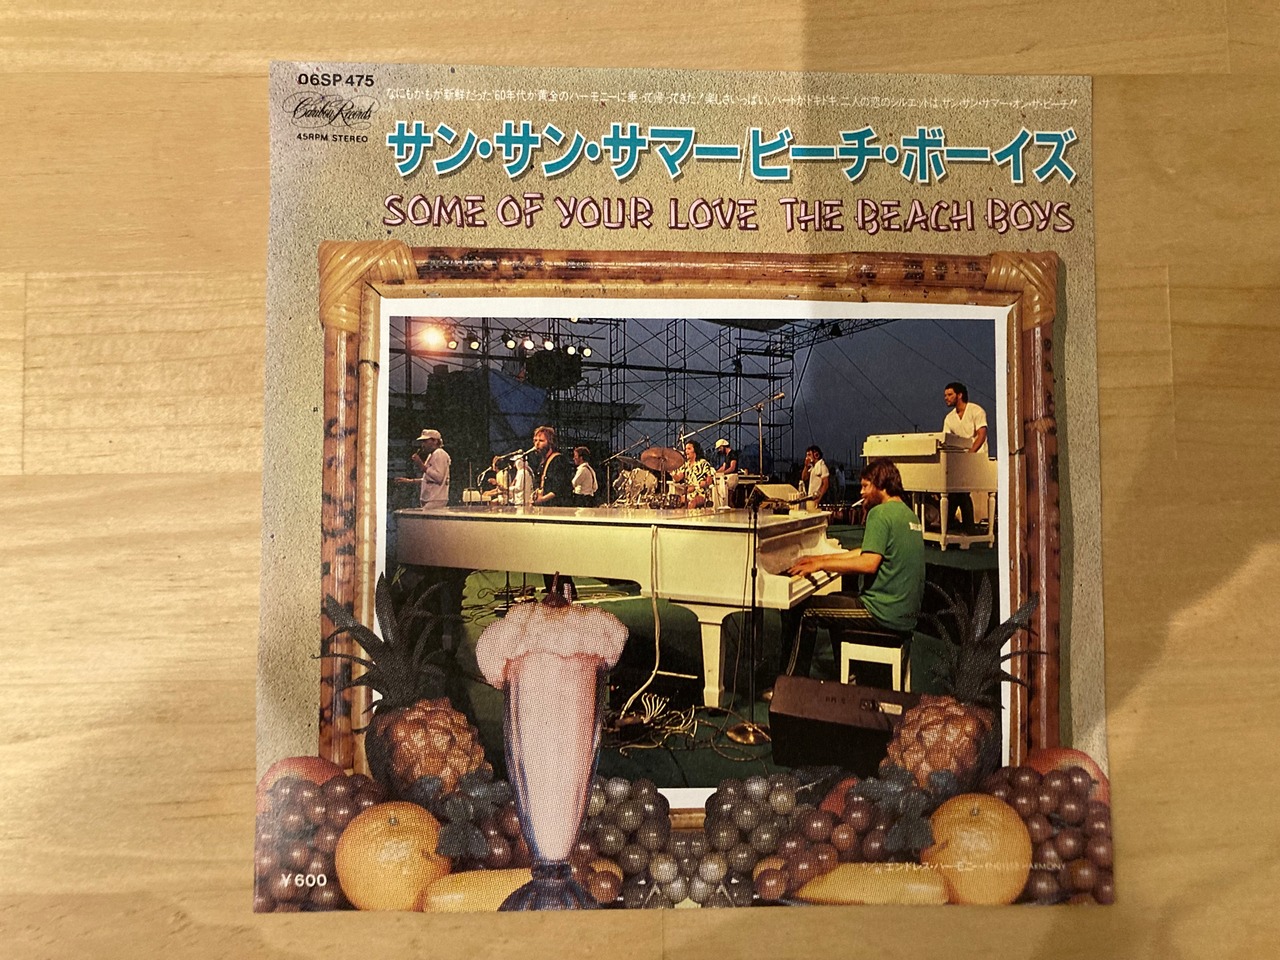 06SP 475
Caribou Records
45RPM STEREO
なにもかもが新鮮だった'60年代が黄金のハーモニーに乗って帰ってきた!楽しさいっぱい、ハートがドキドキ、二人の恋のシルエットは、サン・サン・サマー・オン・ザ・ビーチ!!
サン・サン・サマー/ビーチ・ボーイズ
SOME OF YOUR LOVE THE BEACH BOYS
エンドレス・ハーモニー ENDLESS HARMONY
¥600